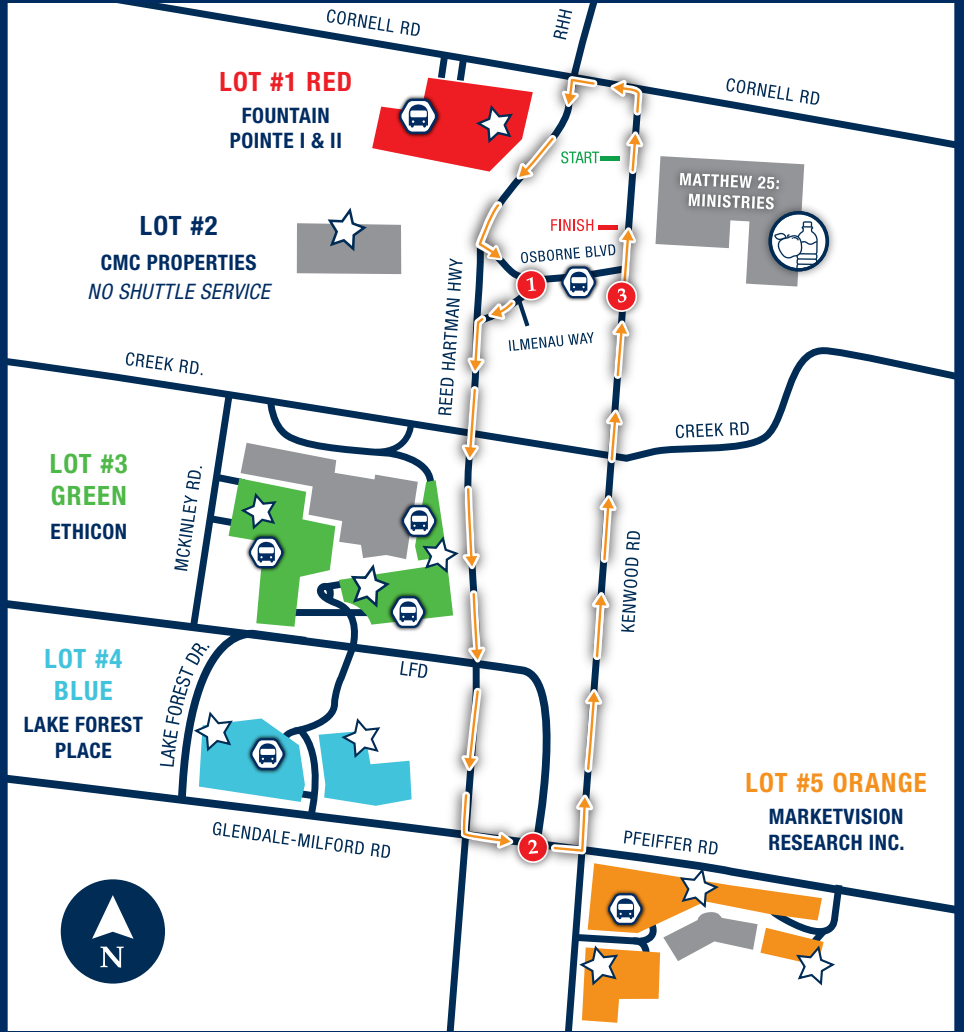 CORNELL RD
RHH
LOT #1 RED
FOUNTAIN
POINTE I & II
CORNELL RD
START
MATTHEW 25:
MINISTRIES
LOT #2
CMC PROPERTIES
NO SHUTTLE SERVICE
FINISH
OSBORNE BLVD
1
3
REED HARTMAN HWY
ILMENAU WAY
CREEK RD.
CREEK RD
LOT #3
GREEN
ETHICON
MCKINLEY RD.
KENWOOD RD
LOT #4
BLUE
LAKE FOREST
PLACE
LAKE FOREST DR.
LFD
LOT #5 ORANGE
MARKETVISION
RESEARCH INC.
GLENDALE-MILFORD RD
2
PFEIFFER RD
N